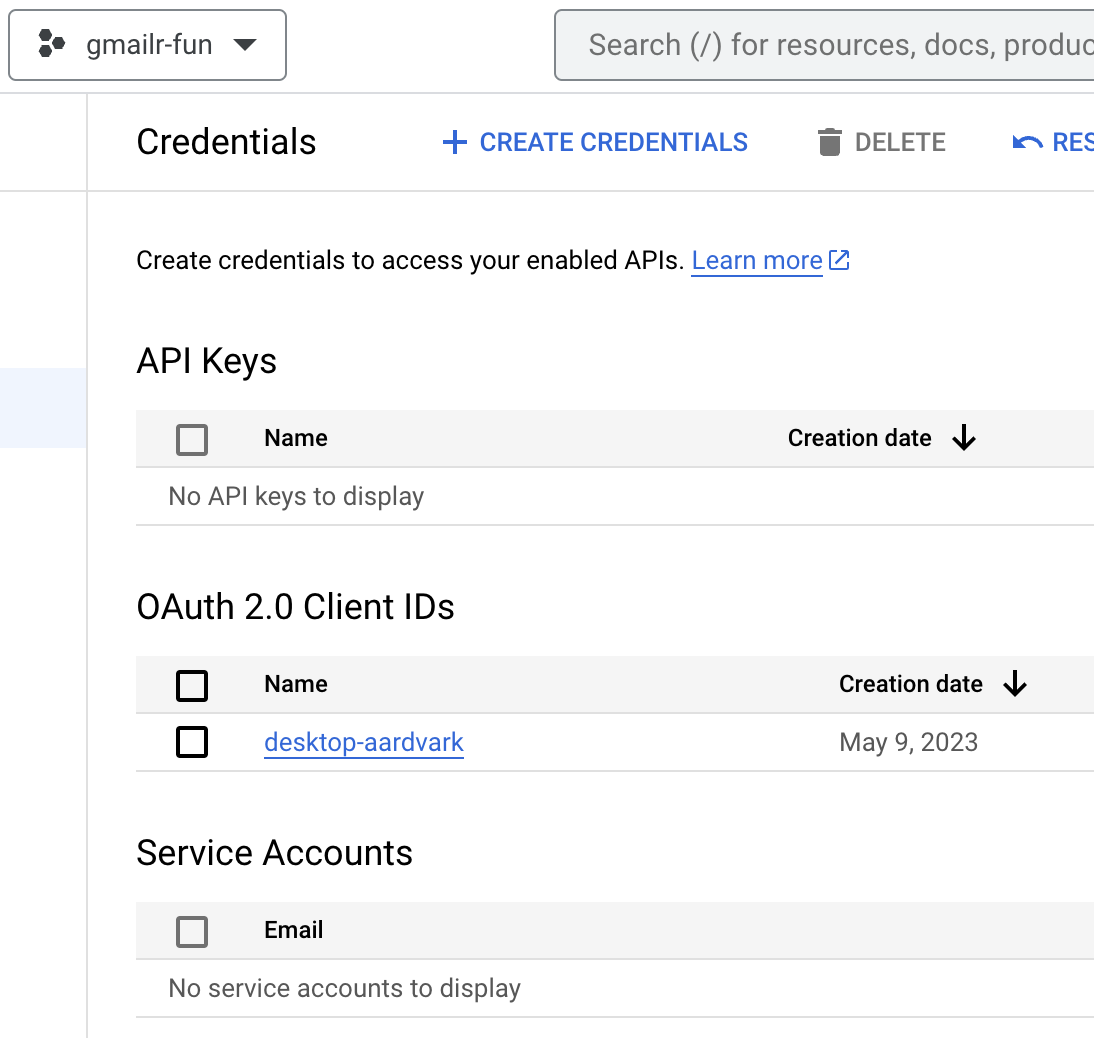 gmailr-fun
Search (/) for resources, docs, produc
Credentials
CREATE CREDENTIALS
DELETE
RES
Create credentials to access your enabled APIs. Learn more
API Keys
Name Creation date
No API keys to display
OAuth 2.0 Client IDs
Name Creation date
desktop-aardvark May 9, 2023
Service Accounts
Email
No service accounts to display